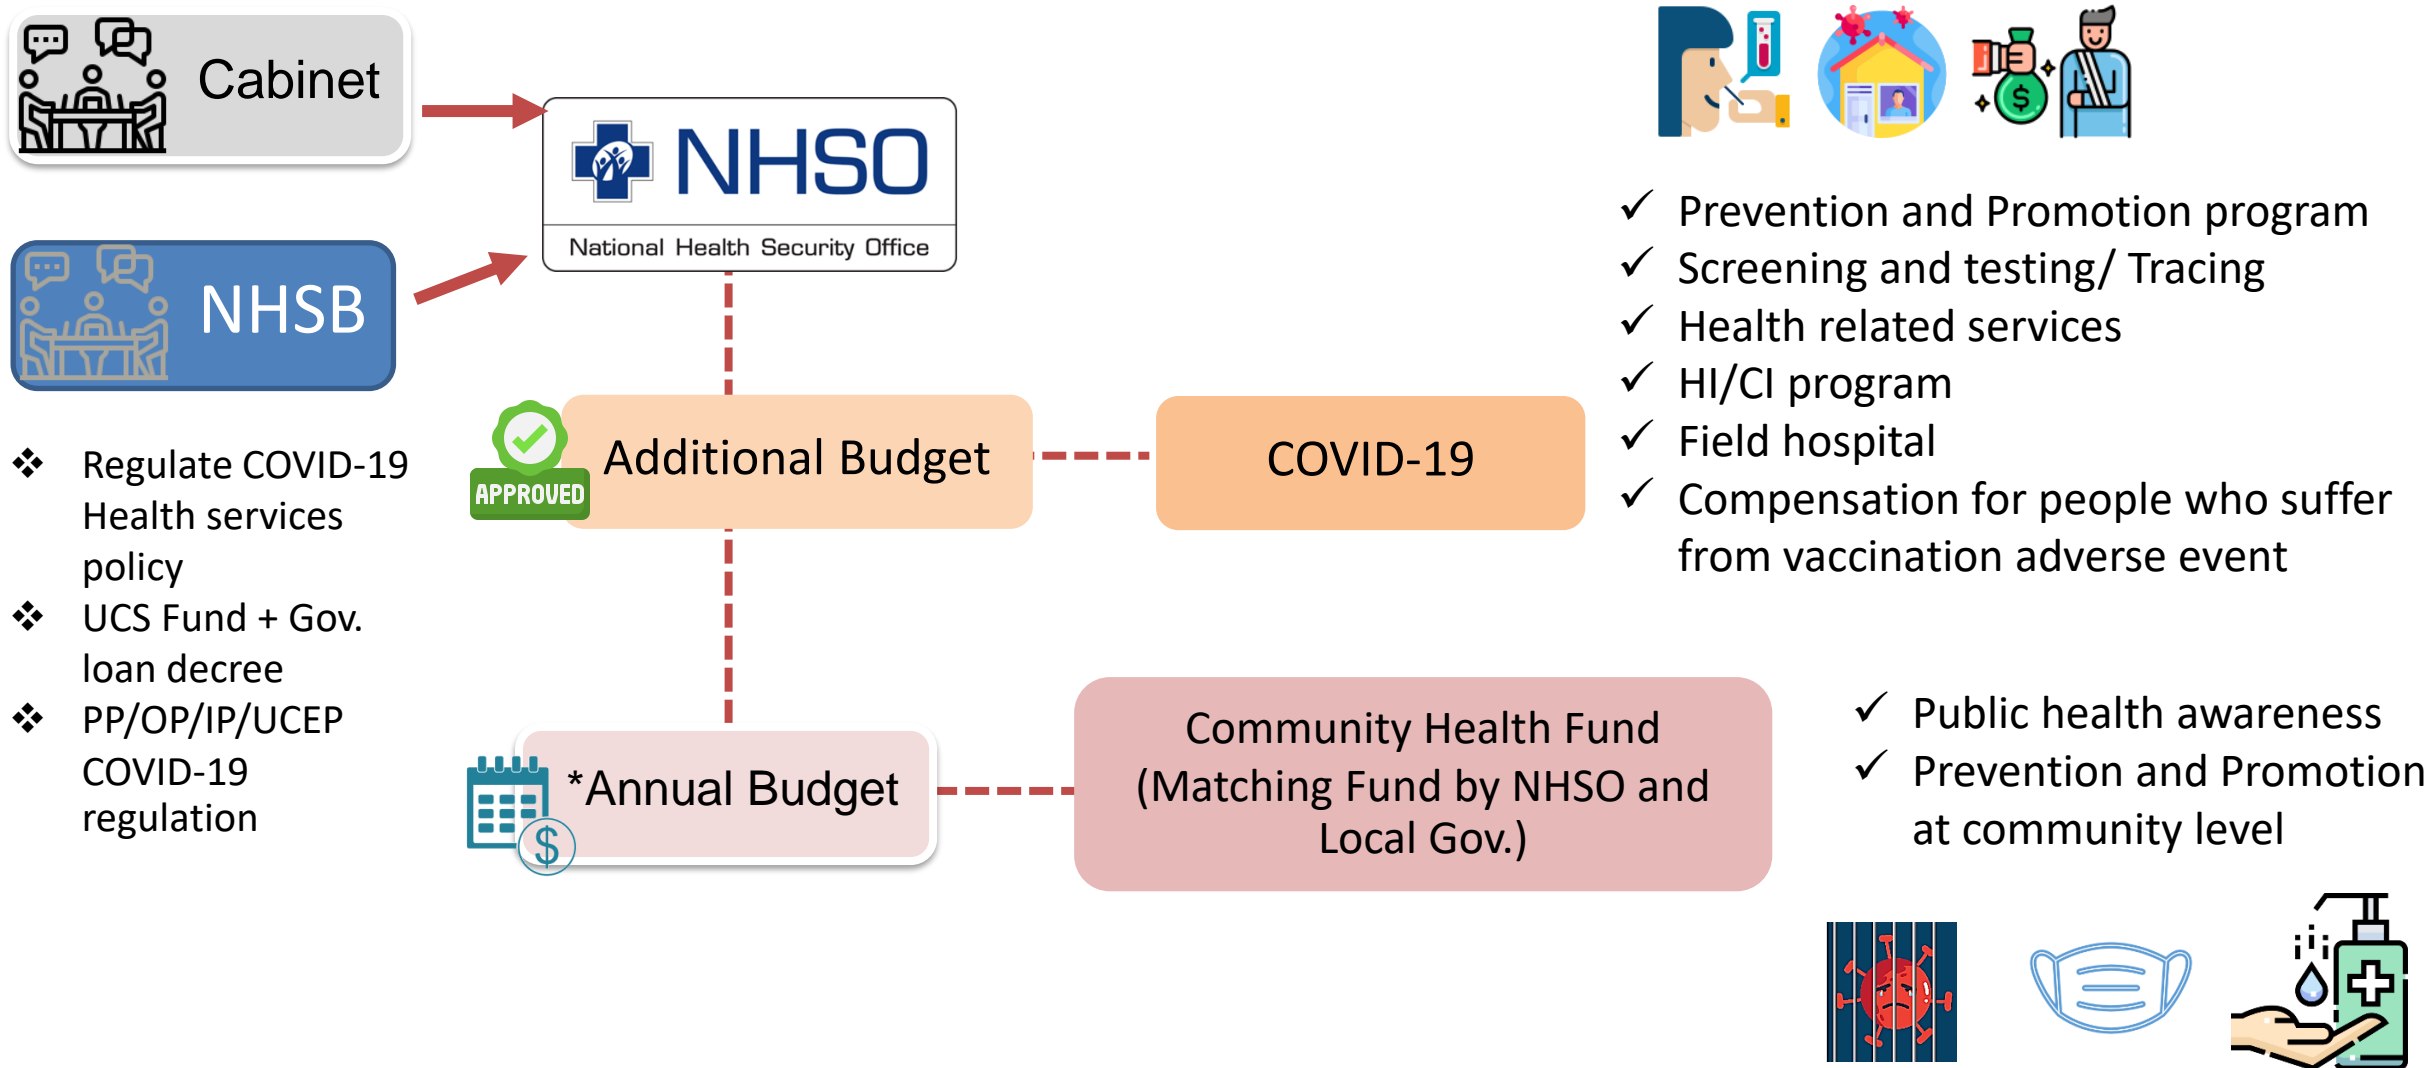 Cabinet
NHSO
National Health Security Office
NHSB
❖ Regulate COVID-19
Health services
policy
❖ UCS Fund + Gov.
loan decree
❖ PP/OP/IP/UCEP
COVID-19
regulation
APPROVED
Additional Budget
COVID-19
✓ Prevention and Promotion program
✓ Screening and testing/ Tracing
✓ Health related services
✓ HI/CI program
✓ Field hospital
✓ Compensation for people who suffer
from vaccination adverse event
$
*Annual Budget
$
Community Health Fund
(Matching Fund by NHSO and
Local Gov.)
✓ Public health awareness
✓ Prevention and Promotion
at community level